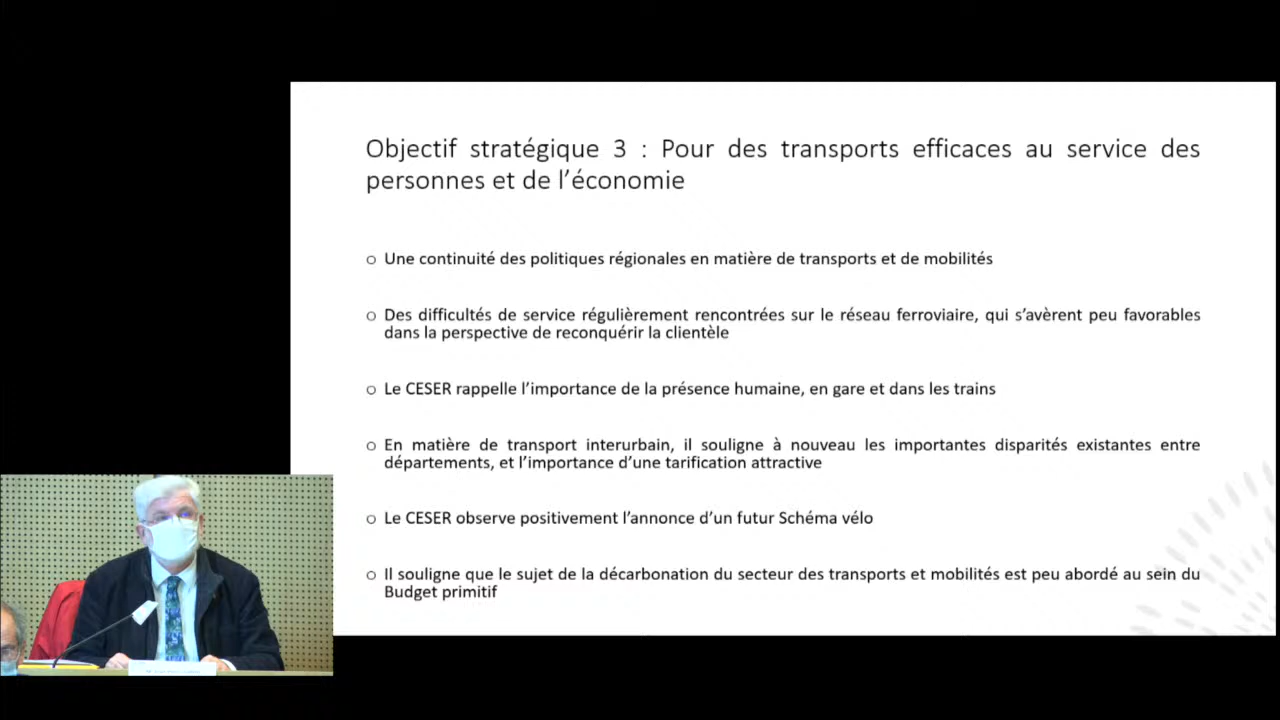 Objectif stratégique 3 : Pour des transports efficaces au service des
personnes et de l'économie
o Une continuité des politiques régionales en matière de transports et de mobilités
o Des difficultés de service régulièrement rencontrées sur le réseau ferroviaire, qui s'avèrent peu favorables
dans la perspective de reconquérir la clientèle
o Le CESER rappelle l'importance de la présence humaine, en gare et dans les trains
o En matière de transport interurbain, il souligne à nouveau les importantes disparités existantes entre
départements, et l'importance d'une tarification attractive
o Le CESER observe positivement l'annonce d'un futur Schéma vélo
o Il souligne que le sujet de la décarbonation du secteur des transports et mobilités est peu abordé au sein du
Budget primitif